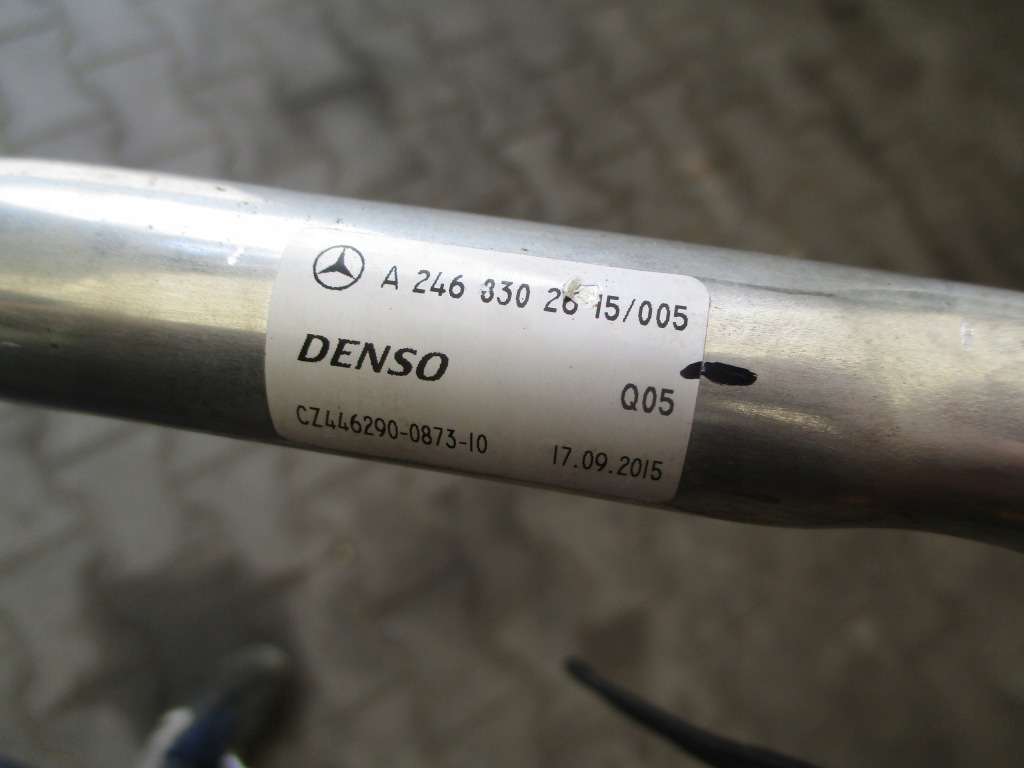 A 246 830 26 15/005
DENSO
Q05
CZ446290-0873-10
17.09.2015